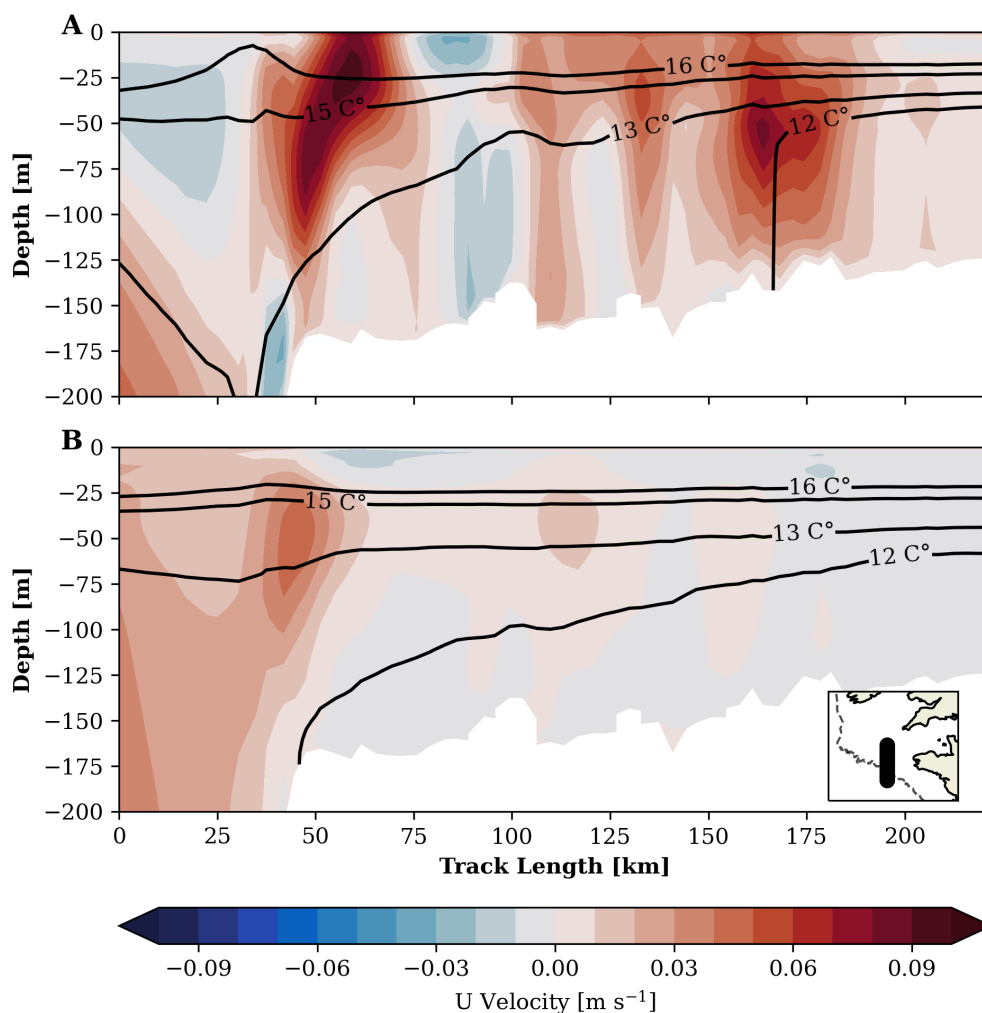 A
Depth [m]
0
−25
−50
−75
−100
−125
−150
−175
−200
16 C°
15 C°
13 C°
12 C°
B
Depth [m]
0
−25
−50
−75
−100
−125
−150
−175
−200
16 C°
15 C°
13 C°
12 C°
0 25 50 75 100 125 150 175 200
Track Length [km]
−0.09 −0.06 −0.03 0.00 0.03 0.06 0.09
U Velocity [m s⁻¹]